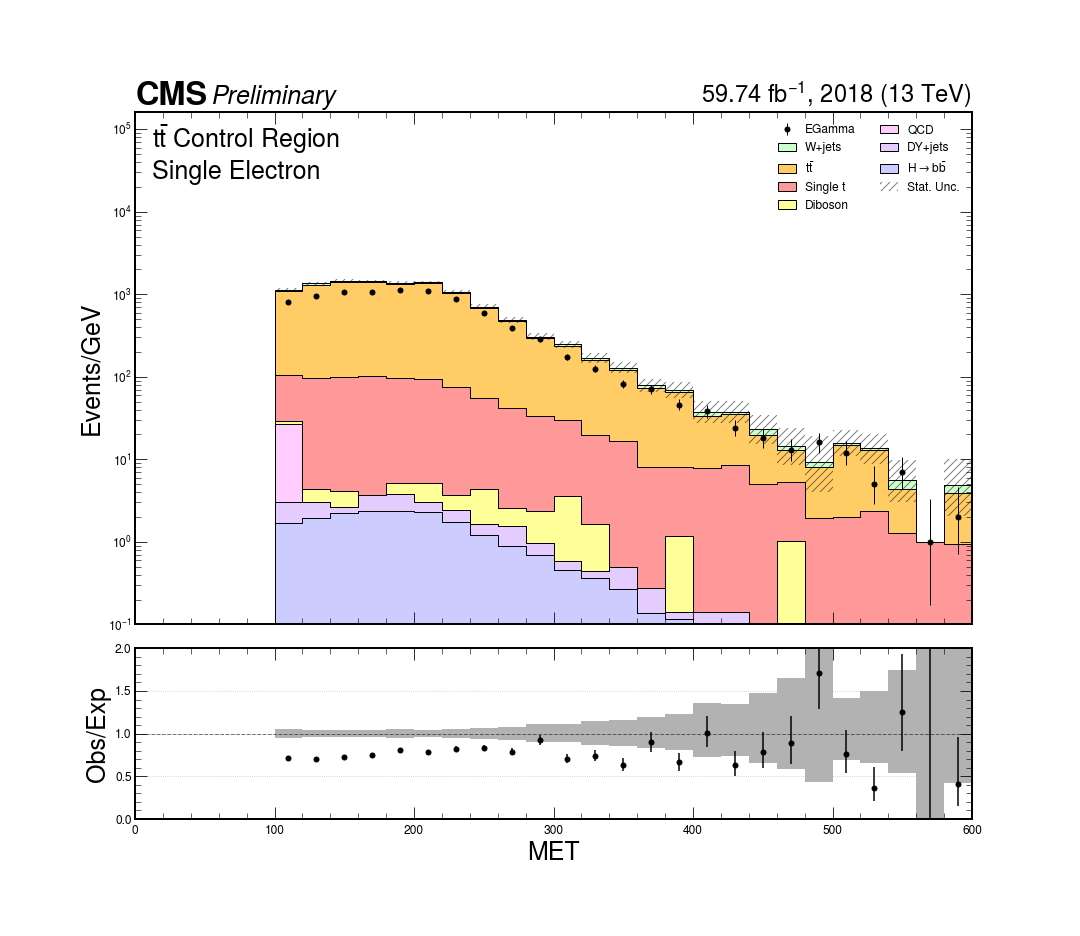 CMS Preliminary 59.74 fb⁻¹, 2018 (13 TeV)
tt̄ Control Region
Single Electron
EGamma
W+jets
tt̄
Single t
Diboson
QCD
DY+jets
H→bb̄
Stat. Unc.
Events/GeV
10⁵
10⁴
10³
10²
10¹
10⁰
10⁻¹
Obs/Exp
2.0
1.5
1.0
0.5
0.0
0 100 200 300 400 500 600
MET